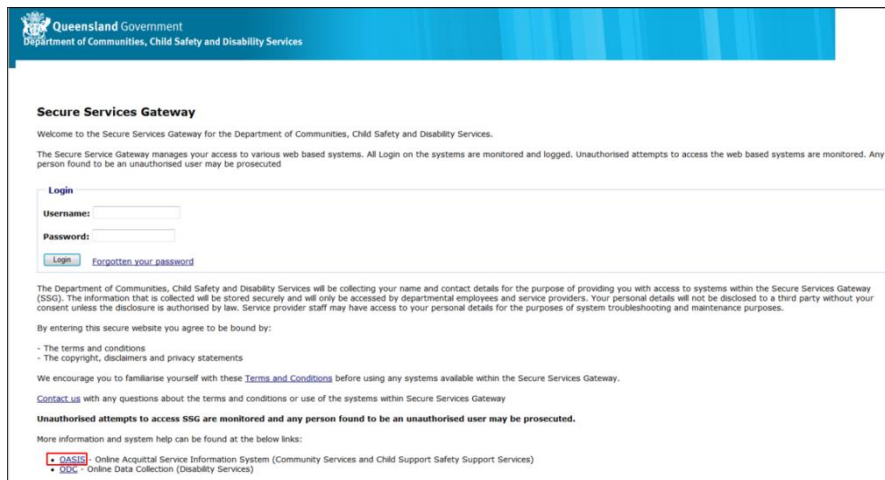 Queensland Government
Department of Communities, Child Safety and Disability Services
Secure Services Gateway
Welcome to the Secure Services Gateway for the Department of Communities, Child Safety and Disability Services.
The Secure Service Gateway manages your access to various web based systems. All Login on the systems are monitored and logged. Unauthorised attempts to access the web based systems are monitored. Any
person found to be an unauthorised user may be prosecuted
Login
Username:
Password:
Login Forgotten your password
The Department of Communities, Child Safety and Disability Services will be collecting your name and contact details for the purpose of providing you with access to systems within the Secure Services Gateway
(SSG). The information that is collected will be stored securely and will only be accessed by departmental employees and service providers. Your personal details will not be disclosed to a third party without your
consent unless the disclosure is authorised by law. Service provider staff may have access to your personal details for the purposes of system troubleshooting and maintenance purposes.
By entering this secure website you agree to be bound by:
- The terms and conditions
- The copyright, disclaimers and privacy statements
We encourage you to familiarise yourself with these Terms and Conditions before using any systems available within the Secure Services Gateway.
Contact us with any questions about the terms and conditions or use of the systems within Secure Services Gateway
Unauthorised attempts to access SSG are monitored and any person found to be an unauthorised user may be prosecuted.
More information and system help can be found at the below links:
• OASIS - Online Acquittal Service Information System (Community Services and Child Support Safety Support Services)
• ODC - Online Data Collection (Disability Services)